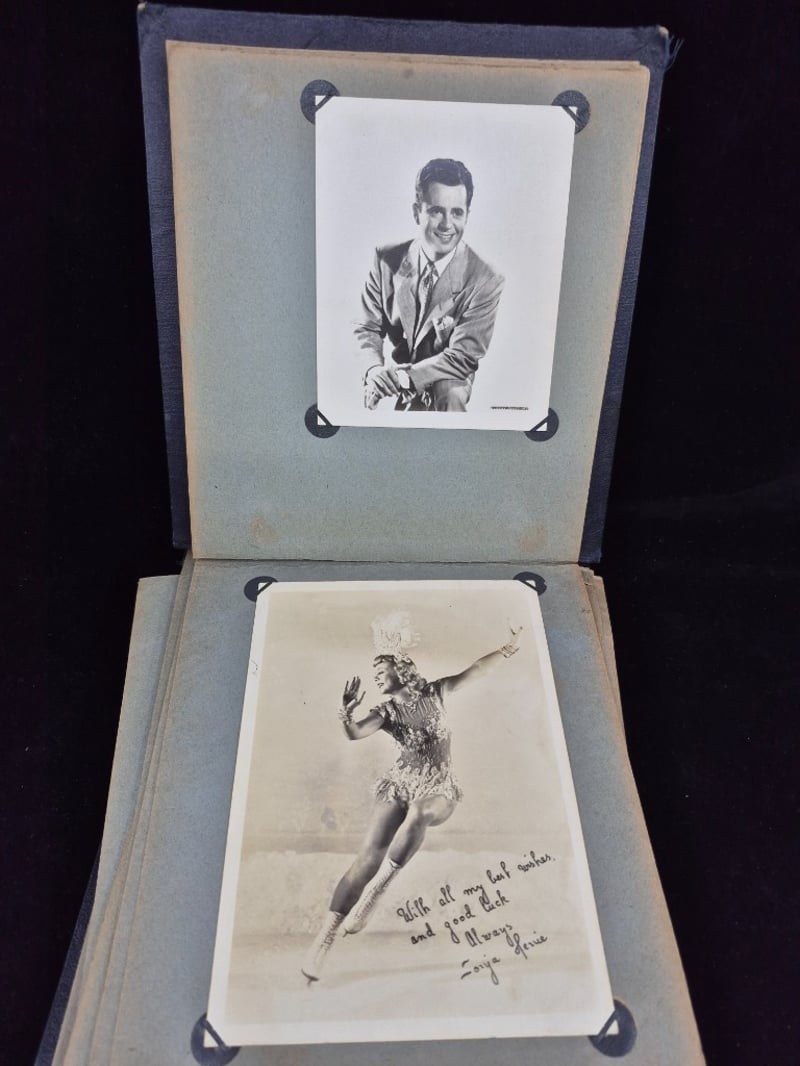 With all my best wishes.
and good luck
Always
Sonja Henie